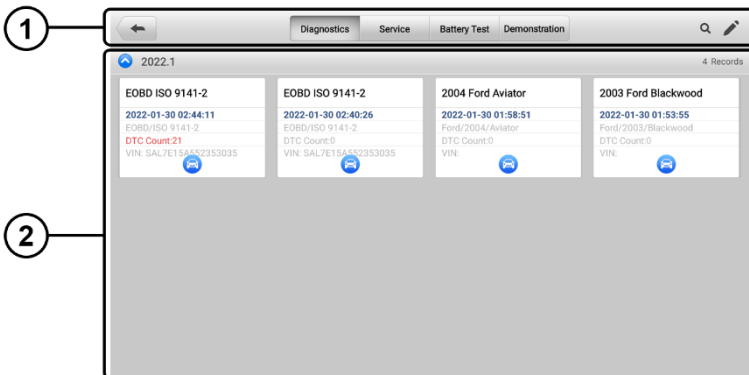 1
Diagnostics Service Battery Test Demonstration
2022.1 4 Records
EOBD ISO 9141-2
2022-01-30 02:44:11
EOBD/ISO 9141-2
DTC Count:21
VIN: SAL7E15A552353035
EOBD ISO 9141-2
2022-01-30 02:40:26
EOBD/ISO 9141-2
DTC Count:0
VIN: SAL7E15A552353035
2004 Ford Aviator
2022-01-30 01:58:51
Ford/2004/Aviator
DTC Count:0
VIN:
2003 Ford Blackwood
2022-01-30 01:53:55
Ford/2003/Blackwood
DTC Count:0
VIN:
2